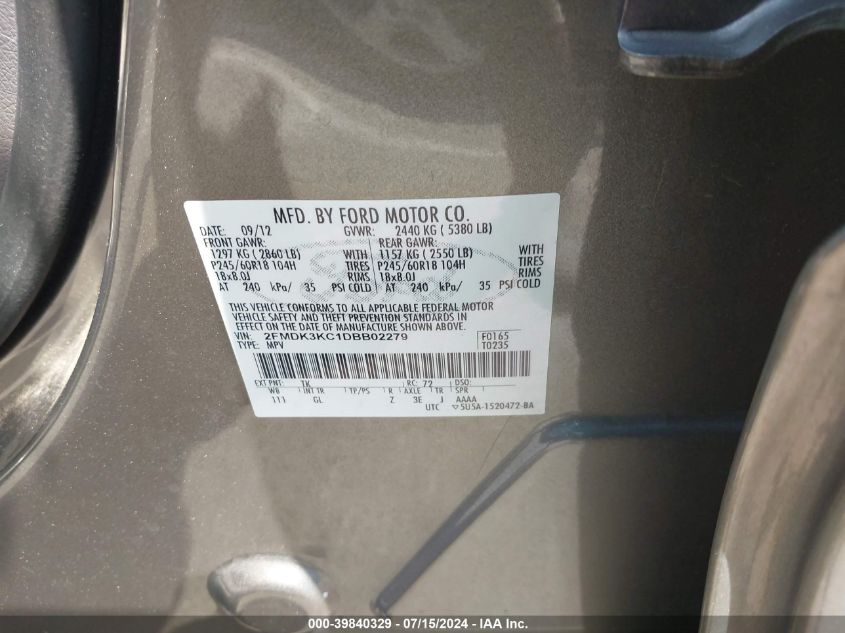 MFD. BY FORD MOTOR CO.
DATE: 09/12 GVWR: 2440 KG ( 5380 LB)
FRONT GAWR: REAR GAWR:
1297 KG ( 2860 LB) WITH 1157 KG ( 2550 LB) WITH
P245/60R18 104H TIRES P245/60R18 104H TIRES
18x8.0J RIMS 18x8.0J RIMS
AT 240 kPa/ 35 PSI COLD AT 240 kPa/ 35 PSI COLD
THIS VEHICLE CONFORMS TO ALL APPLICABLE FEDERAL MOTOR
VEHICLE SAFETY AND THEFT PREVENTION STANDARDS IN
EFFECT ON THE DATE OF MANUFACTURE SHOWN ABOVE.
VIN: 2FMDK3KC1DBB02279 F0165
TYPE: MPV T0235
EXT PNT: TK RC: 72 DSO:
WB INT TR TP/PS R AXLE TR SPR
111 GL Z 3E J AAAA
UTC ▽5U5A-1520472-BA
000-39840329 - 07/15/2024 - IAA Inc.